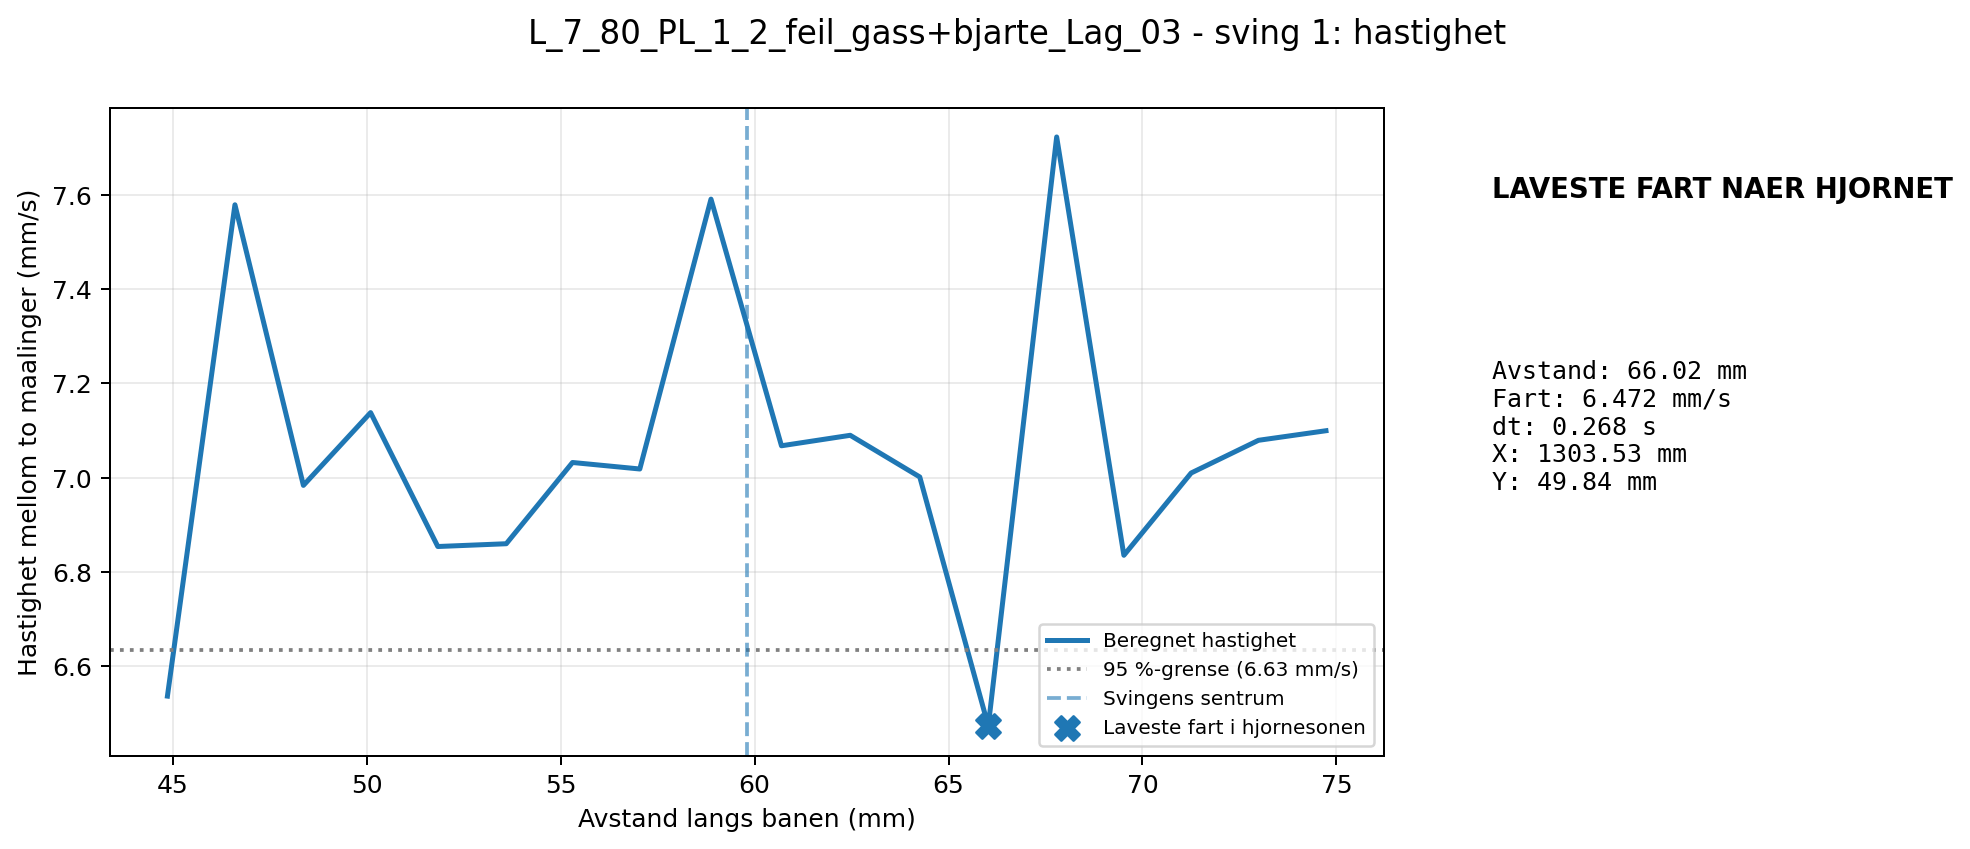 L_7_80_PL_1_2_feil_gass+bjarte_Lag_03 - sving 1: hastighet
Hastighet mellom to maalinger (mm/s)
7.6
7.4
7.2
7.0
6.8
6.6
45
50
55
60
65
70
75
Avstand langs banen (mm)
Beregnet hastighet
95 %-grense (6.63 mm/s)
Svingens sentrum
Laveste fart i hjornesonen
LAVESTE FART NAER HJORNET
Avstand: 66.02 mm
Fart: 6.472 mm/s
dt: 0.268 s
X: 1303.53 mm
Y: 49.84 mm